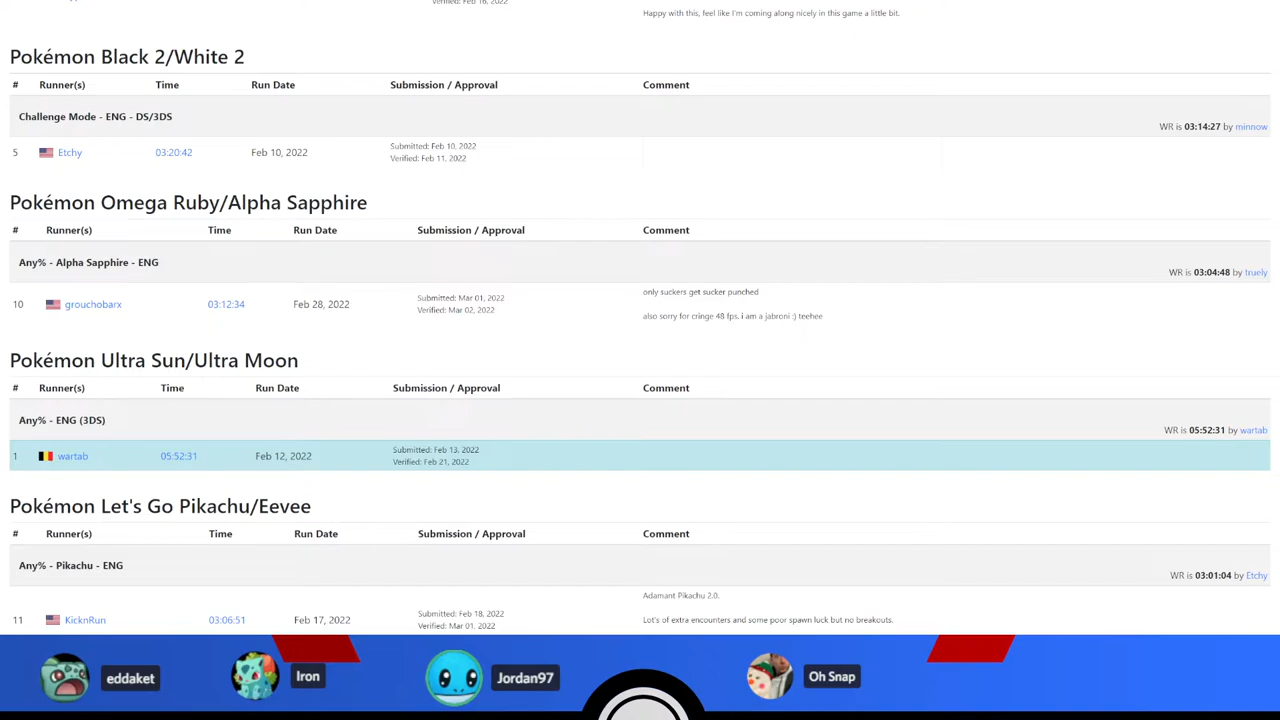 Verified: Feb 16, 2022
Happy with this, feel like I'm coming along nicely in this game a little bit.
Pokémon Black 2/White 2
# Runner(s) Time Run Date Submission / Approval Comment
Challenge Mode - ENG - DS/3DS
WR is 03:14:27 by minnow
5 Etchy 03:20:42 Feb 10, 2022 Submitted: Feb 10, 2022
Verified: Feb 11, 2022
Pokémon Omega Ruby/Alpha Sapphire
# Runner(s) Time Run Date Submission / Approval Comment
Any% - Alpha Sapphire - ENG
WR is 03:04:48 by truely
only suckers get sucker punched
10 grouchobarx 03:12:34 Feb 28, 2022 Submitted: Mar 01, 2022
Verified: Mar 02, 2022
also sorry for cringe 48 fps. i am a jabroni :) teehee
Pokémon Ultra Sun/Ultra Moon
# Runner(s) Time Run Date Submission / Approval Comment
Any% - ENG (3DS)
WR is 05:52:31 by wartab
1 wartab 05:52:31 Feb 12, 2022 Submitted: Feb 13, 2022
Verified: Feb 21, 2022
Pokémon Let's Go Pikachu/Eevee
# Runner(s) Time Run Date Submission / Approval Comment
Any% - Pikachu - ENG
WR is 03:01:04 by Etchy
Adamant Pikachu 2.0.
11 KicknRun 03:06:51 Feb 17, 2022 Submitted: Feb 18, 2022
Verified: Mar 01, 2022
Lot's of extra encounters and some poor spawn luck but no breakouts.
eddaket Iron Jordan97 Oh Snap